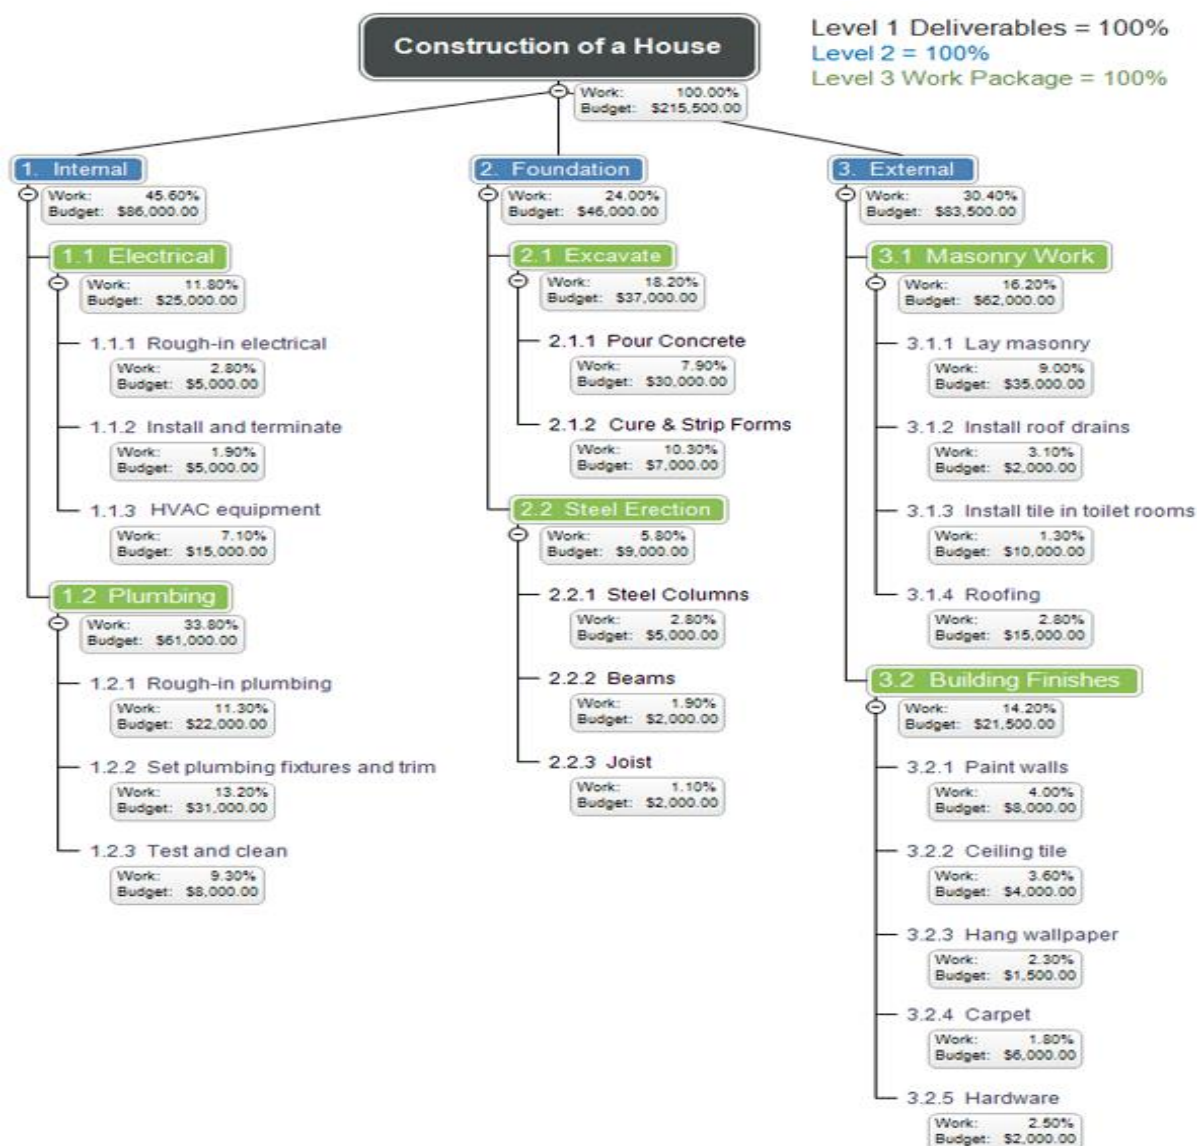 Construction of a House
Level 1 Deliverables = 100%
Level 2 = 100%
Level 3 Work Package = 100%
Work: 100.00%
Budget: $215,500.00
1. Internal
Work: 45.60%
Budget: $86,000.00
1.1 Electrical
Work: 11.80%
Budget: $25,000.00
1.1.1 Rough-in electrical
Work: 2.80%
Budget: $5,000.00
1.1.2 Install and terminate
Work: 1.90%
Budget: $5,000.00
1.1.3 HVAC equipment
Work: 7.10%
Budget: $15,000.00
1.2 Plumbing
Work: 33.80%
Budget: $61,000.00
1.2.1 Rough-in plumbing
Work: 11.30%
Budget: $22,000.00
1.2.2 Set plumbing fixtures and trim
Work: 13.20%
Budget: $31,000.00
1.2.3 Test and clean
Work: 9.30%
Budget: $8,000.00
2. Foundation
Work: 24.00%
Budget: $46,000.00
2.1 Excavate
Work: 18.20%
Budget: $37,000.00
2.1.1 Pour Concrete
Work: 7.90%
Budget: $30,000.00
2.1.2 Cure & Strip Forms
Work: 10.30%
Budget: $7,000.00
2.2 Steel Erection
Work: 5.80%
Budget: $9,000.00
2.2.1 Steel Columns
Work: 2.80%
Budget: $5,000.00
2.2.2 Beams
Work: 1.90%
Budget: $2,000.00
2.2.3 Joist
Work: 1.10%
Budget: $2,000.00
3. External
Work: 30.40%
Budget: $83,500.00
3.1 Masonry Work
Work: 16.20%
Budget: $62,000.00
3.1.1 Lay masonry
Work: 9.00%
Budget: $35,000.00
3.1.2 Install roof drains
Work: 3.10%
Budget: $2,000.00
3.1.3 Install tile in toilet rooms
Work: 1.30%
Budget: $10,000.00
3.1.4 Roofing
Work: 2.80%
Budget: $15,000.00
3.2 Building Finishes
Work: 14.20%
Budget: $21,500.00
3.2.1 Paint walls
Work: 4.00%
Budget: $8,000.00
3.2.2 Ceiling tile
Work: 3.60%
Budget: $4,000.00
3.2.3 Hang wallpaper
Work: 2.30%
Budget: $1,500.00
3.2.4 Carpet
Work: 1.80%
Budget: $6,000.00
3.2.5 Hardware
Work: 2.50%
Budget: $2,000.00